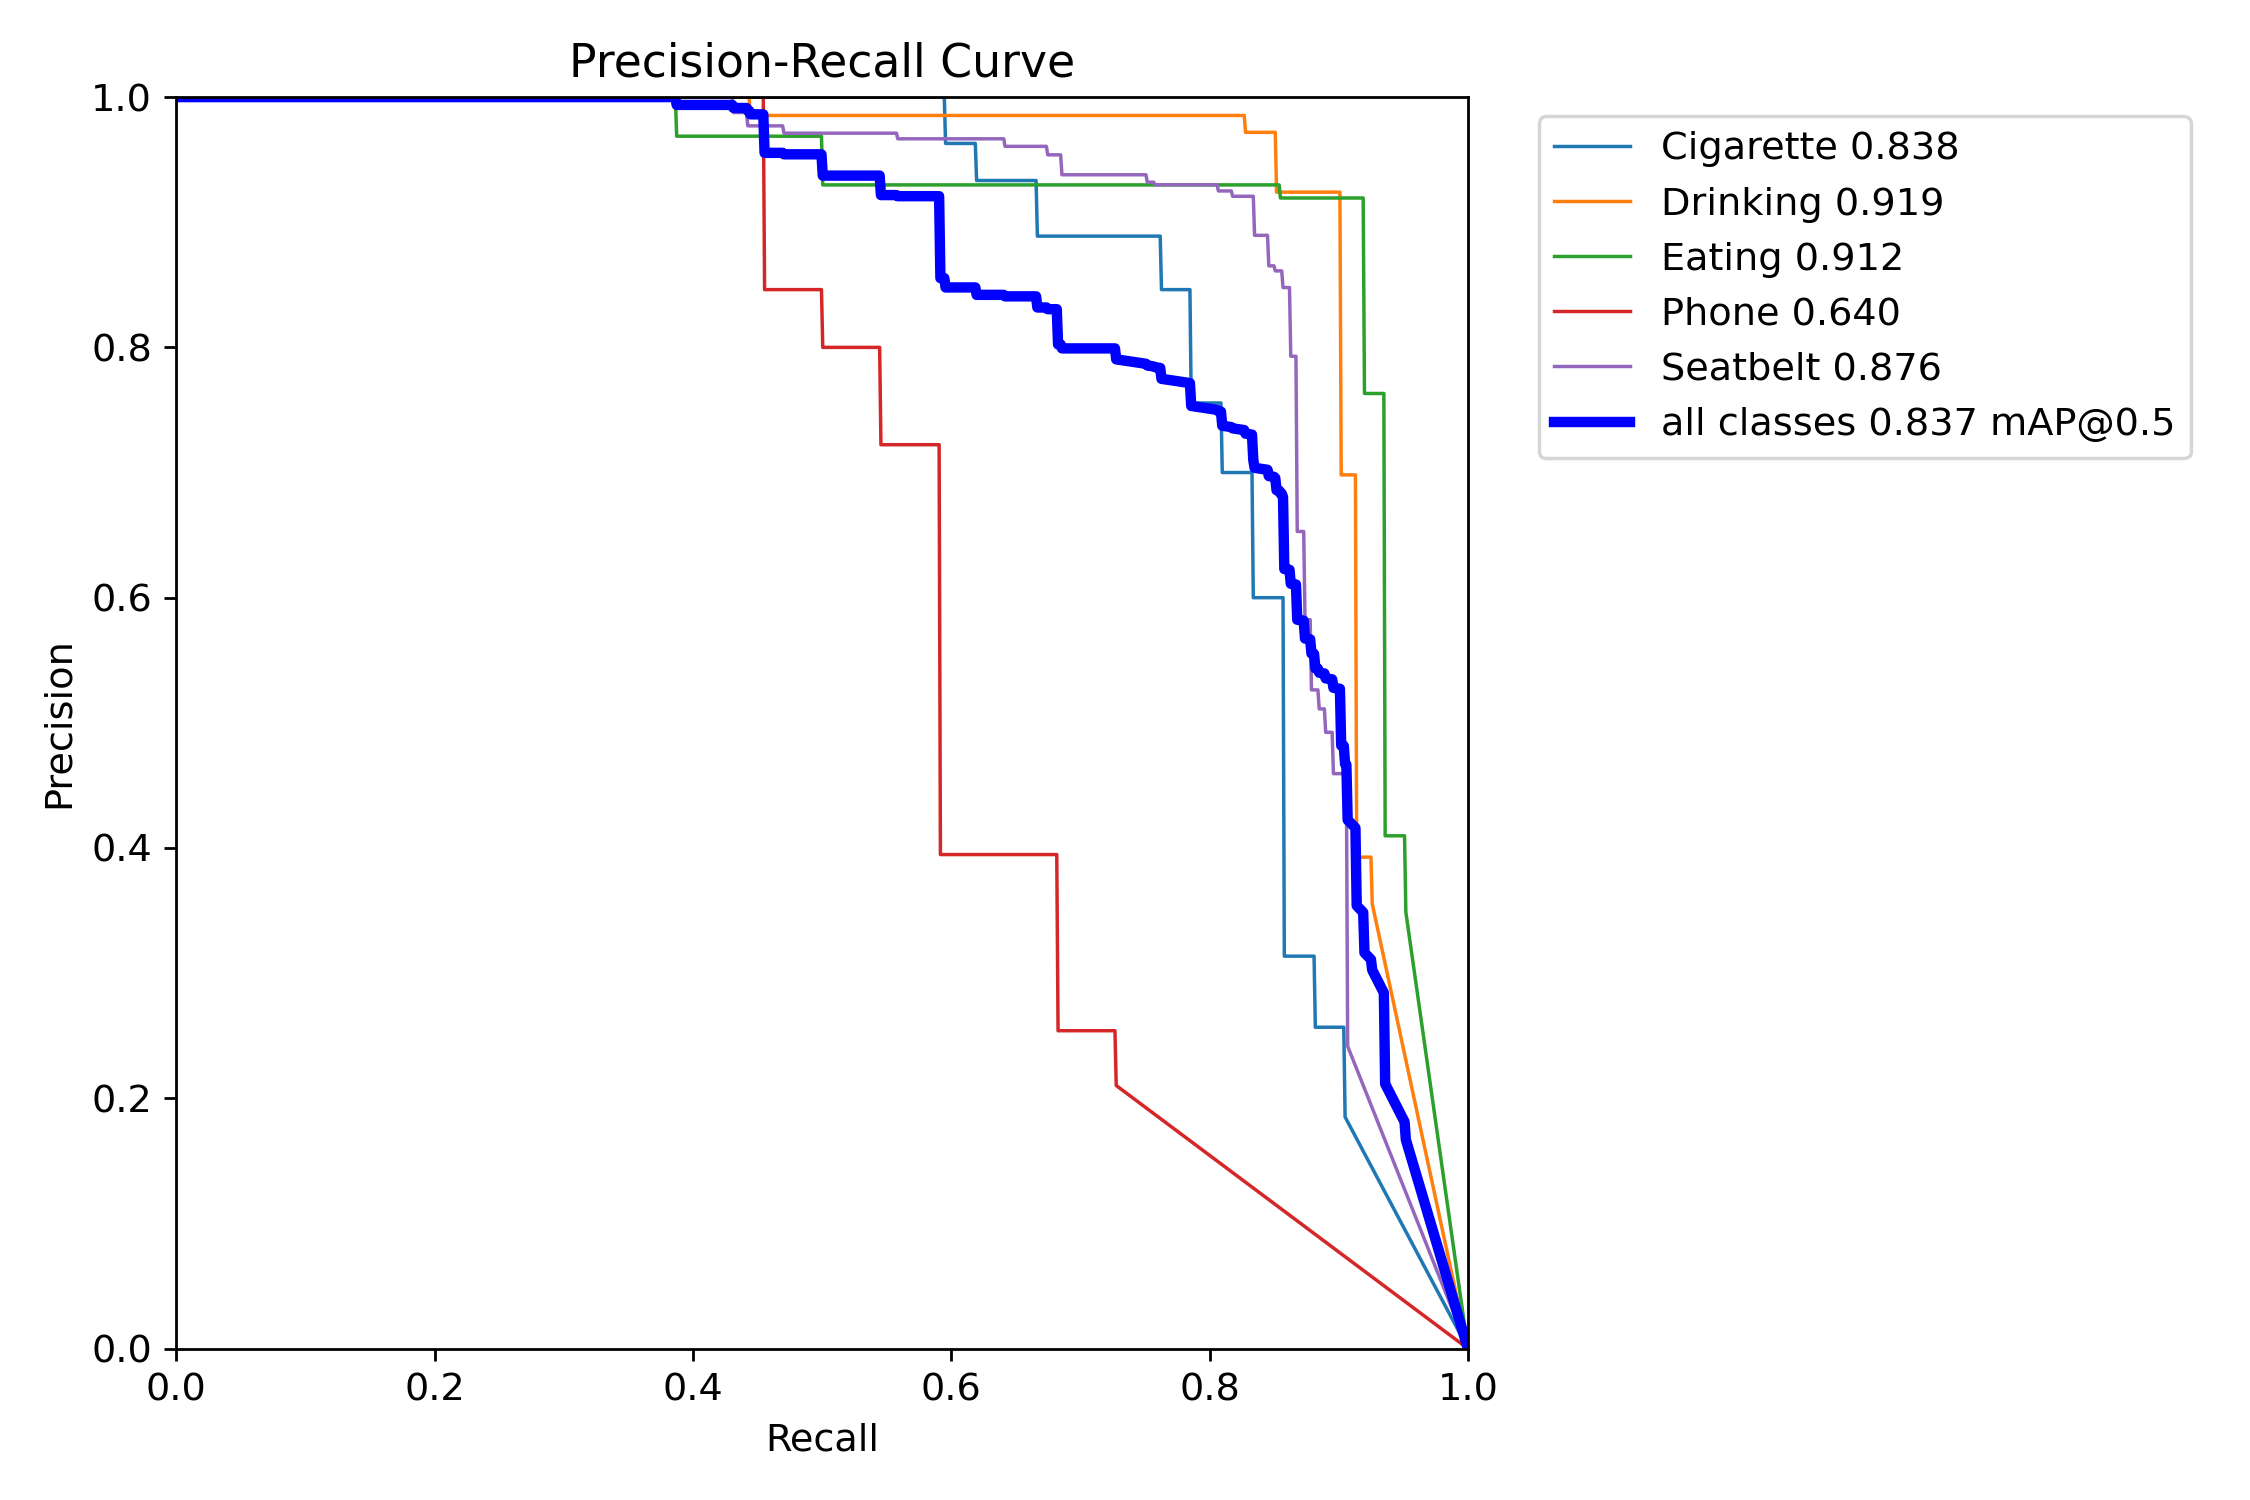 Precision-Recall Curve
1.0
0.8
0.6
0.4
0.2
0.0
Precision
0.0 0.2 0.4 0.6 0.8 1.0
Recall
Cigarette 0.838
Drinking 0.919
Eating 0.912
Phone 0.640
Seatbelt 0.876
all classes 0.837 mAP@0.5